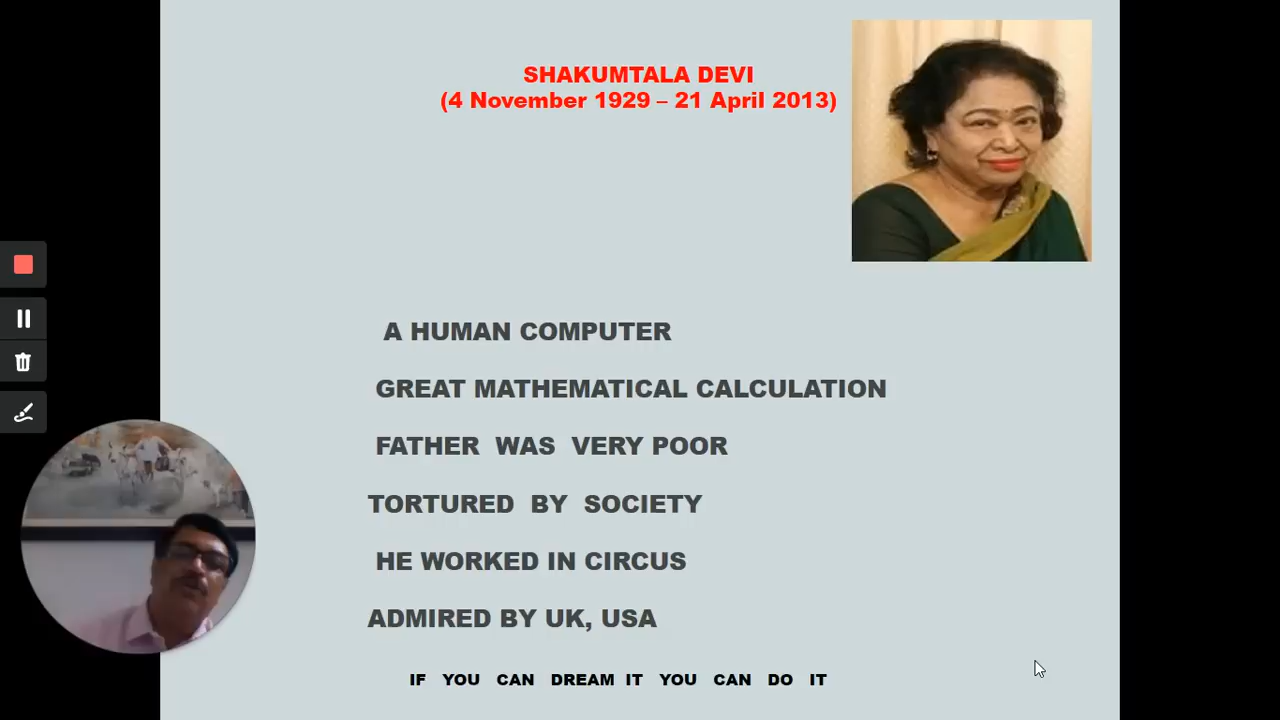 SHAKUMTALA DEVI
(4 November 1929 – 21 April 2013)
A HUMAN COMPUTER
GREAT MATHEMATICAL CALCULATION
FATHER WAS VERY POOR
TORTURED BY SOCIETY
HE WORKED IN CIRCUS
ADMIRED BY UK, USA
IF YOU CAN DREAM IT YOU CAN DO IT